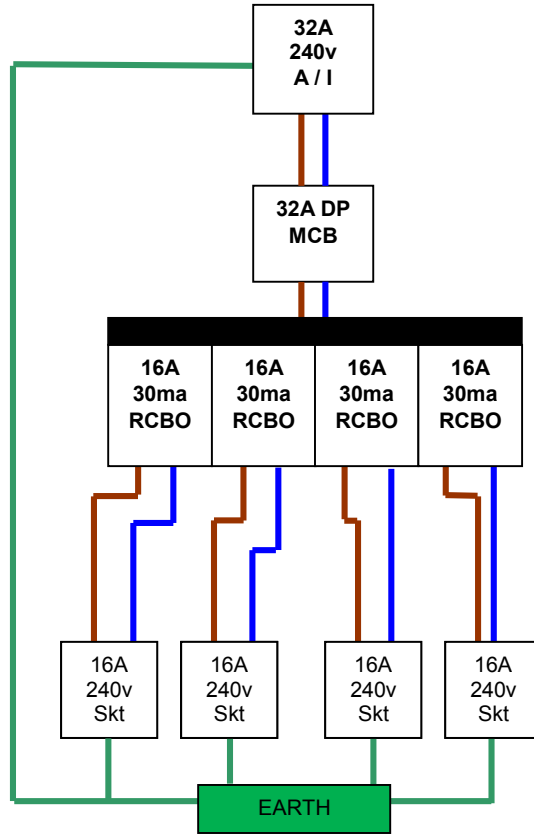 32A
240v
A / I
32A DP
MCB
16A
30ma
RCBO
16A
30ma
RCBO
16A
30ma
RCBO
16A
30ma
RCBO
16A
240v
Skt
16A
240v
Skt
16A
240v
Skt
16A
240v
Skt
EARTH